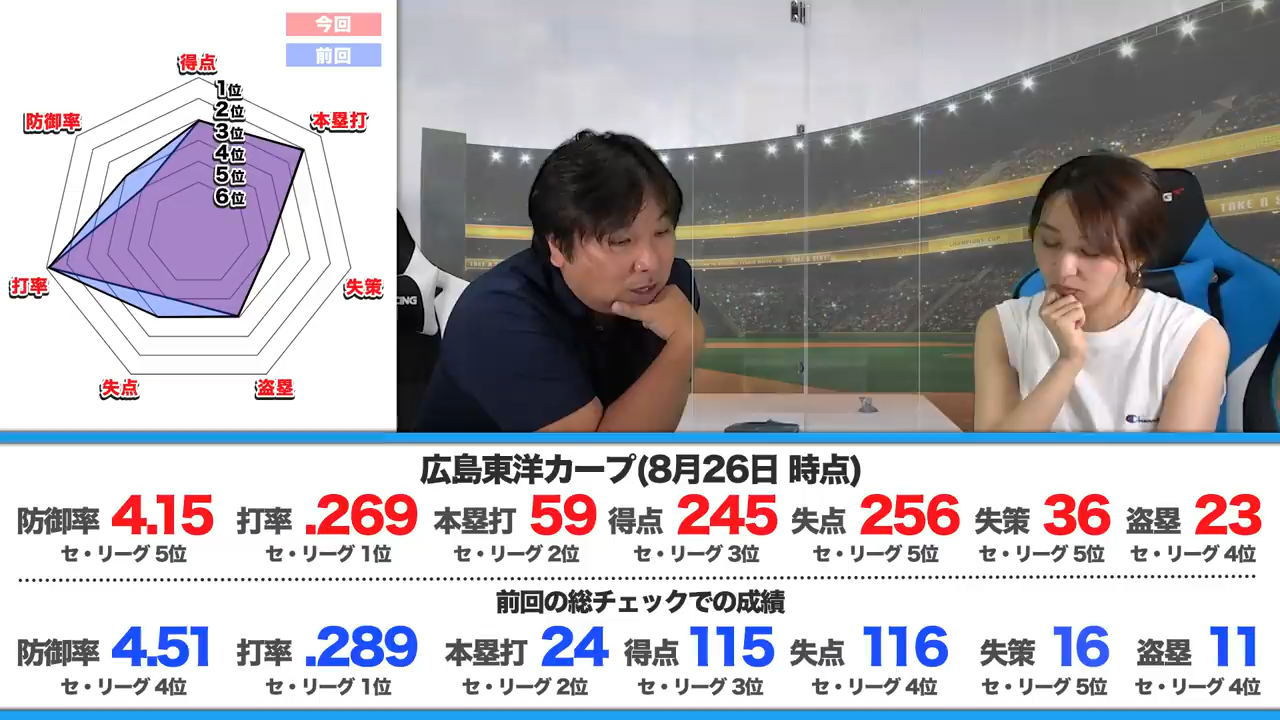 今回
前回
得点
1位
2位
3位
4位
5位
6位
防御率
本塁打
打率
失策
失点
盗塁
TAKE A S
CHAMPIONS CUP
CING
広島東洋カープ(8月26日 時点)
防御率 4.15 打率 .269 本塁打 59 得点 245 失点 256 失策 36 盗塁 23
セ・リーグ 5位 セ・リーグ 1位 セ・リーグ 2位 セ・リーグ 3位 セ・リーグ 5位 セ・リーグ 5位 セ・リーグ 4位
前回の総チェックでの成績
防御率 4.51 打率 .289 本塁打 24 得点 115 失点 116 失策 16 盗塁 11
セ・リーグ 4位 セ・リーグ 1位 セ・リーグ 2位 セ・リーグ 3位 セ・リーグ 4位 セ・リーグ 5位 セ・リーグ 4位